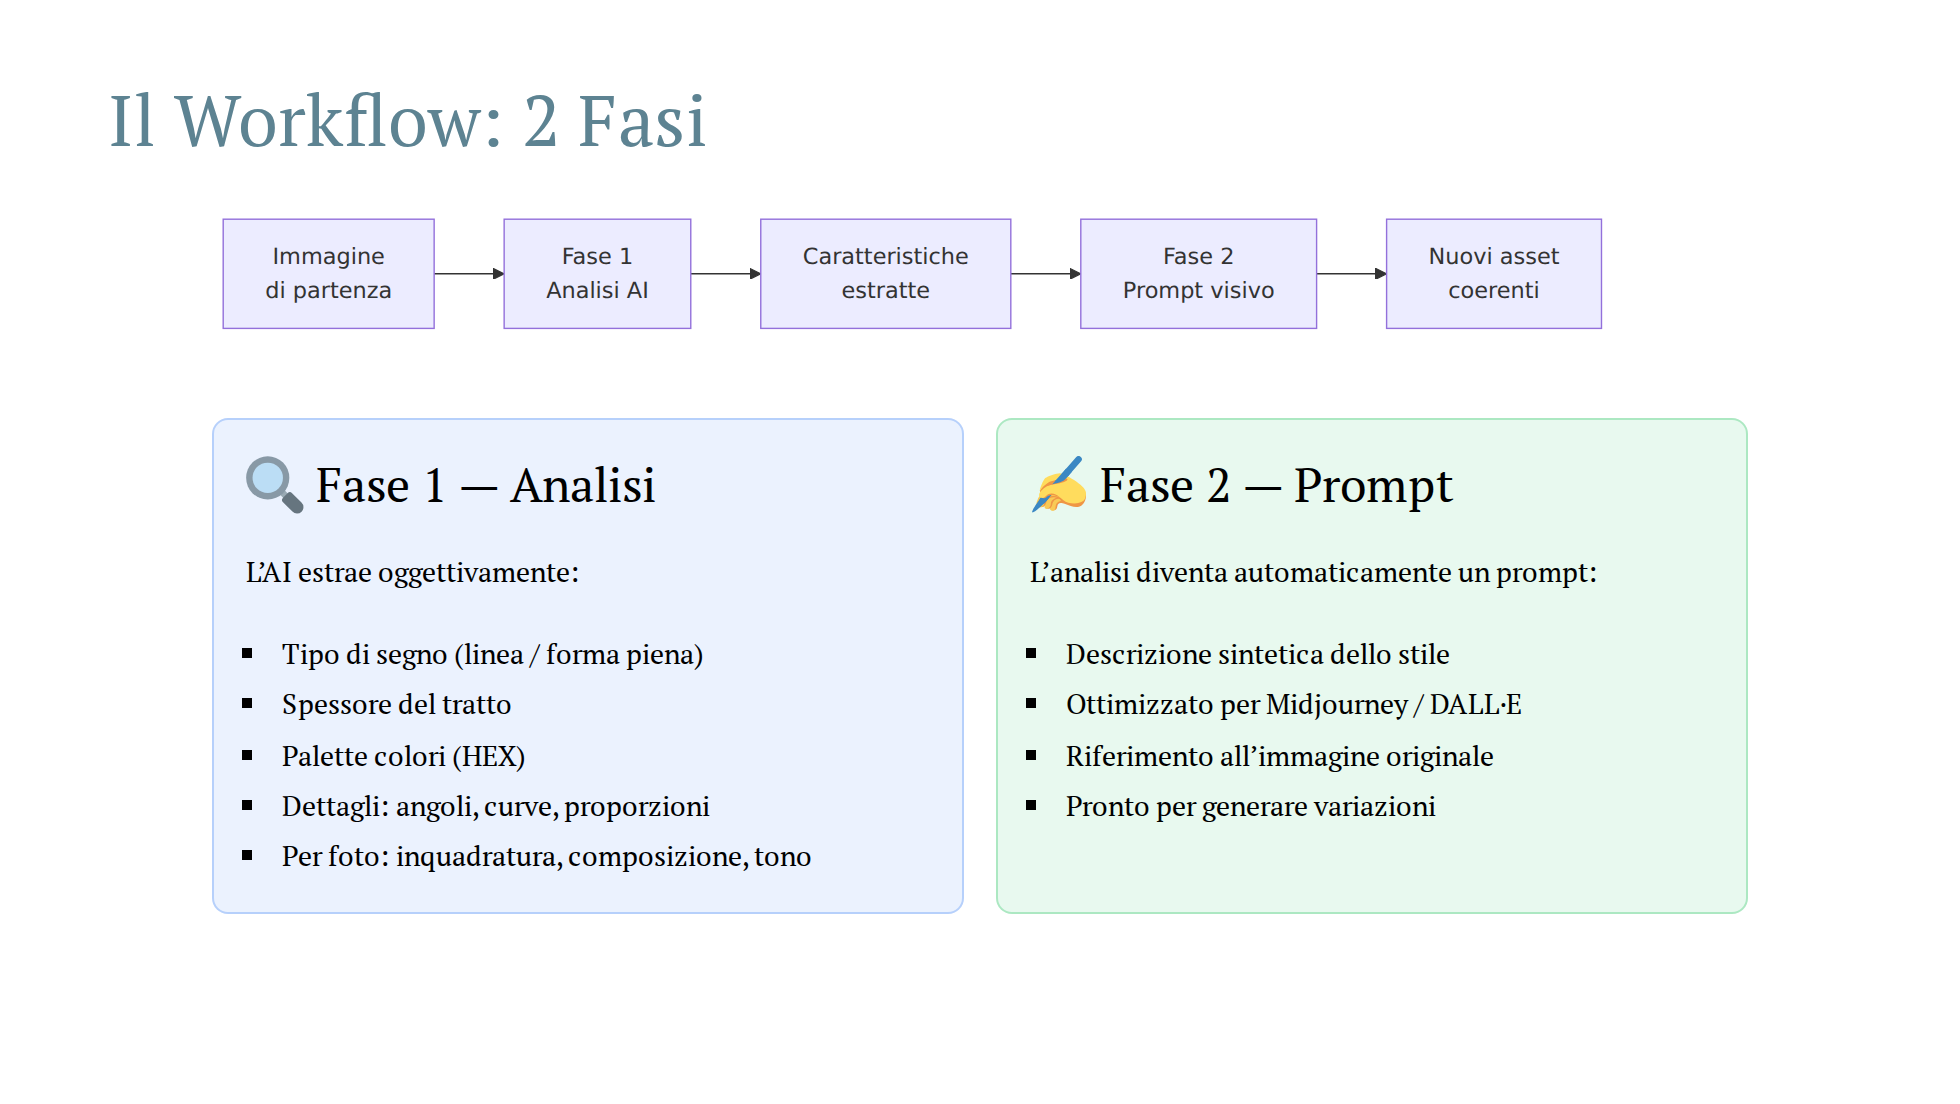 Il Workflow: 2 Fasi
Immagine
di partenza
Fase 1
Analisi AI
Caratteristiche
estratte
Fase 2
Prompt visivo
Nuovi asset
coerenti
Fase 1 — Analisi
L’AI estrae oggettivamente:
Tipo di segno (linea / forma piena)
Spessore del tratto
Palette colori (HEX)
Dettagli: angoli, curve, proporzioni
Per foto: inquadratura, composizione, tono
Fase 2 — Prompt
L’analisi diventa automaticamente un prompt:
Descrizione sintetica dello stile
Ottimizzato per Midjourney / DALL·E
Riferimento all’immagine originale
Pronto per generare variazioni